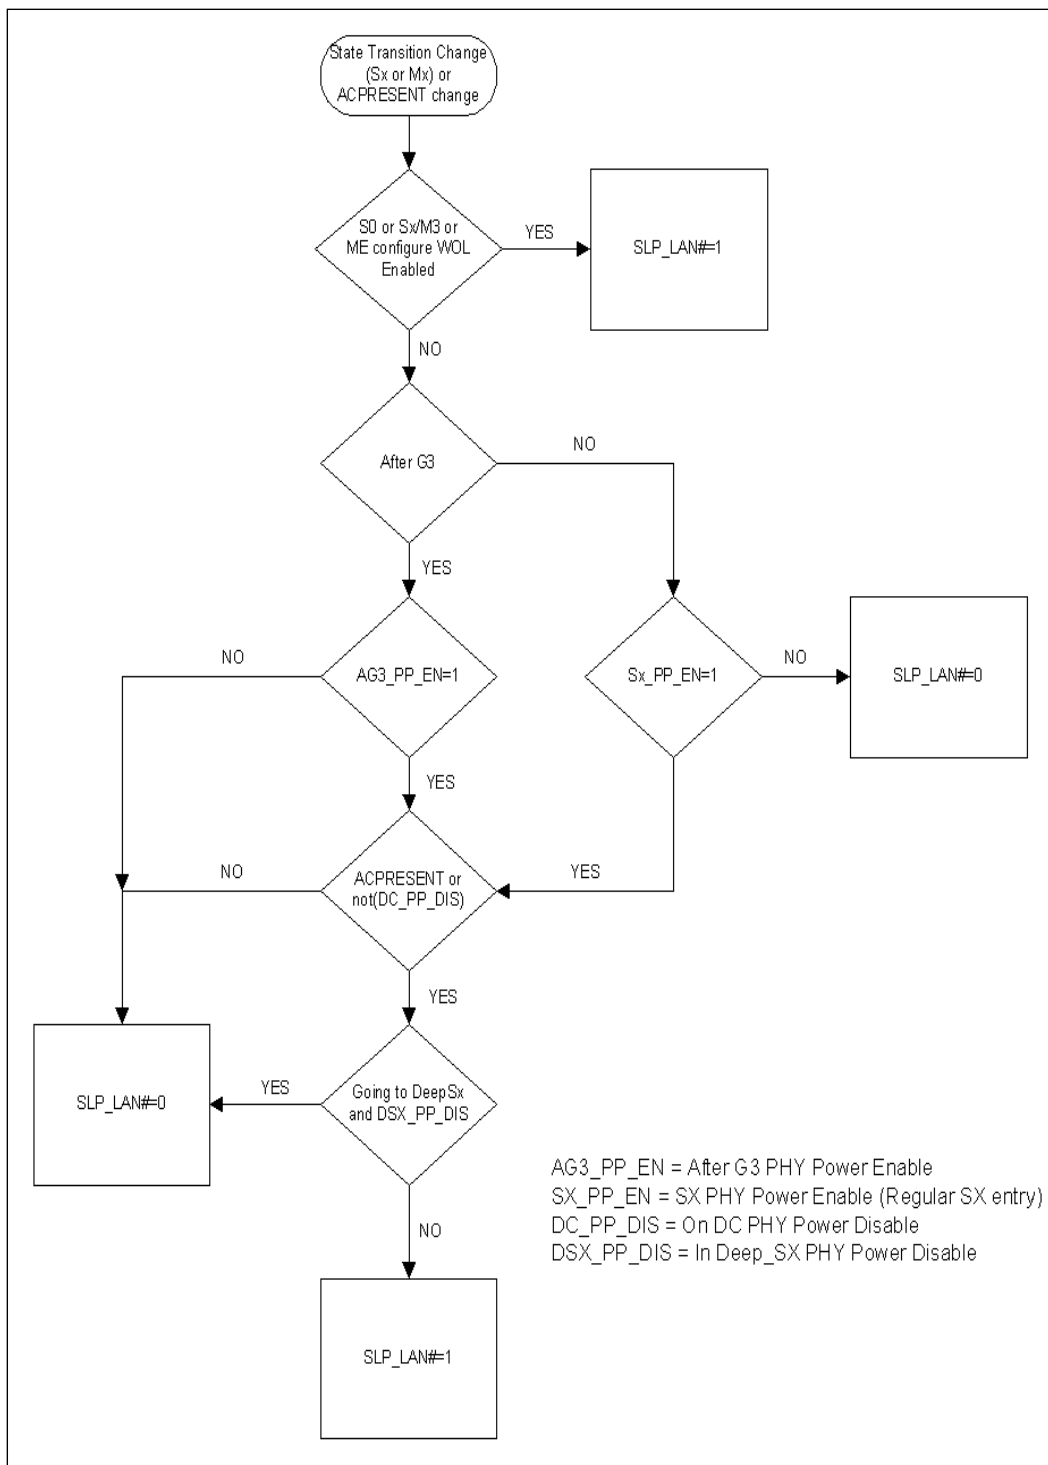 State Transition Change
(Sx or Mx) or
ACPRESENT change
S0 or Sx/M3 or
ME configure WOL
Enabled
YES
SLP_LAN#=1
NO
After G3
NO
YES
AG3_PP_EN=1
NO
Sx_PP_EN=1
NO
SLP_LAN#=0
YES
ACPRESENT or
not(DC_PP_DIS)
NO
YES
YES
Going to DeepSx
and DSX_PP_DIS
YES
SLP_LAN#=0
NO
SLP_LAN#=1
AG3_PP_EN = After G3 PHY Power Enable
SX_PP_EN = SX PHY Power Enable (Regular SX entry)
DC_PP_DIS = On DC PHY Power Disable
DSX_PP_DIS = In Deep_SX PHY Power Disable